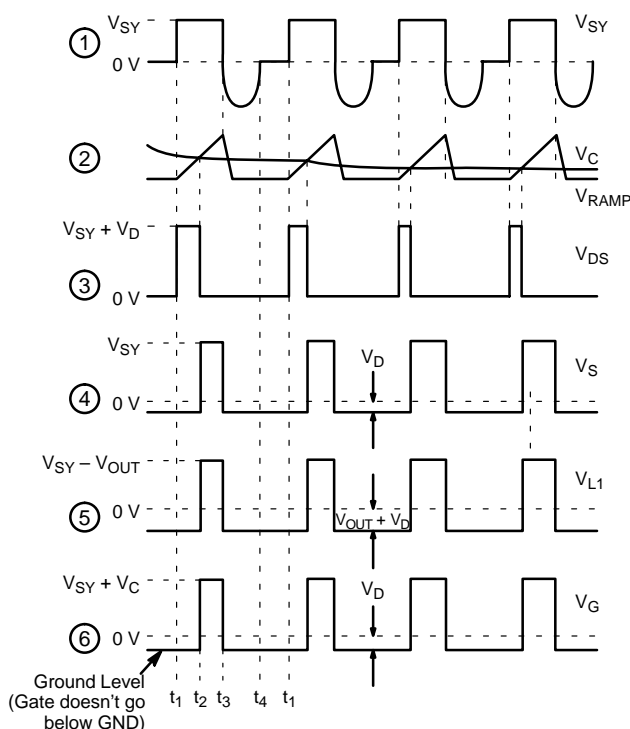 V_SY
V_SY
1
0 V
2
V_C
V_RAMP
V_SY + V_D
V_DS
3
0 V
V_SY
V_D
V_S
4
0 V
V_SY – V_OUT
V_L1
0 V
5
V_OUT + V_D
V_SY + V_C
V_D
V_G
0 V
6
Ground Level
(Gate doesn't go
below GND)
t_1 t_2 t_3 t_4 t_1